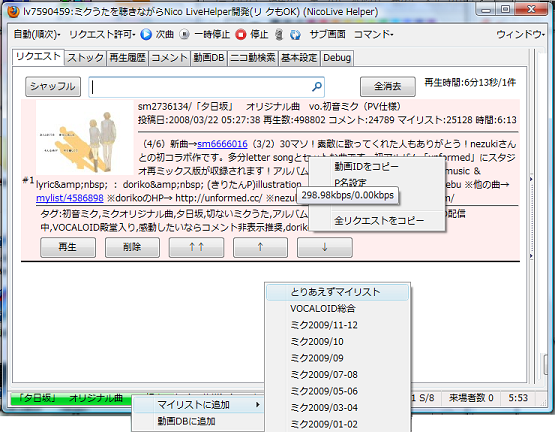 lv7590459:ミクうたを聴きながらNico LiveHelper開発(リクもOK) (NicoLive Helper)
自動(順次) リクエスト許可 次曲 一時停止 停止 サブ画面 コマンド ウィンドウ
リクエスト ストック 再生履歴 コメント 動画DB ニコ動検索 基本設定 Debug
シャッフル 全消去 再生時間:6分13秒/1件
sm2736134/「夕日坂」 オリジナル曲 vo.初音ミク（PV仕様）
投稿日:2008/03/22 05:27:38 再生数:498802 コメント:24789 マイリスト:25128 時間:6:13
（4/6）新曲→sm6666016（3/2）30マソ！素敵に歌ってくれた人もありがとう！nezukiさん
との初コラボ作です。多分letter songと
unformed」にスタジ
オ再ミックス版が収録されます！アルバム
music &
#1 lyric&amp;nbsp; : doriko&amp;nbsp; (きりたんP)illustration
ebu ※他の曲→
mylist/4586898 ※dorikoのHP→ http://unformed.cc/ ※nezu
タグ:初音ミク,ミクオリジナル曲,夕日坂,切ないミクうた,アルバム
の配信
中,VOCALOID殿堂入り,感動したいならコメント非表示推奨,dorik
動画IDをコピー
P名設定
298.98kbps/0.00kbps
全リクエストをコピー
再生 削除 ↑↑ ↑ ↓
とりあえずマイリスト
VOCALOID総合
ミク2009/11-12
ミク2009/10
ミク2009/09
ミク2009/07-08
ミク2009/05-06
ミク2009/03-04
ミク2009/01-02
マイリストに追加
動画DBに追加
「夕日坂」 オリジナル曲 1 S/8 来場者数 0 5:53